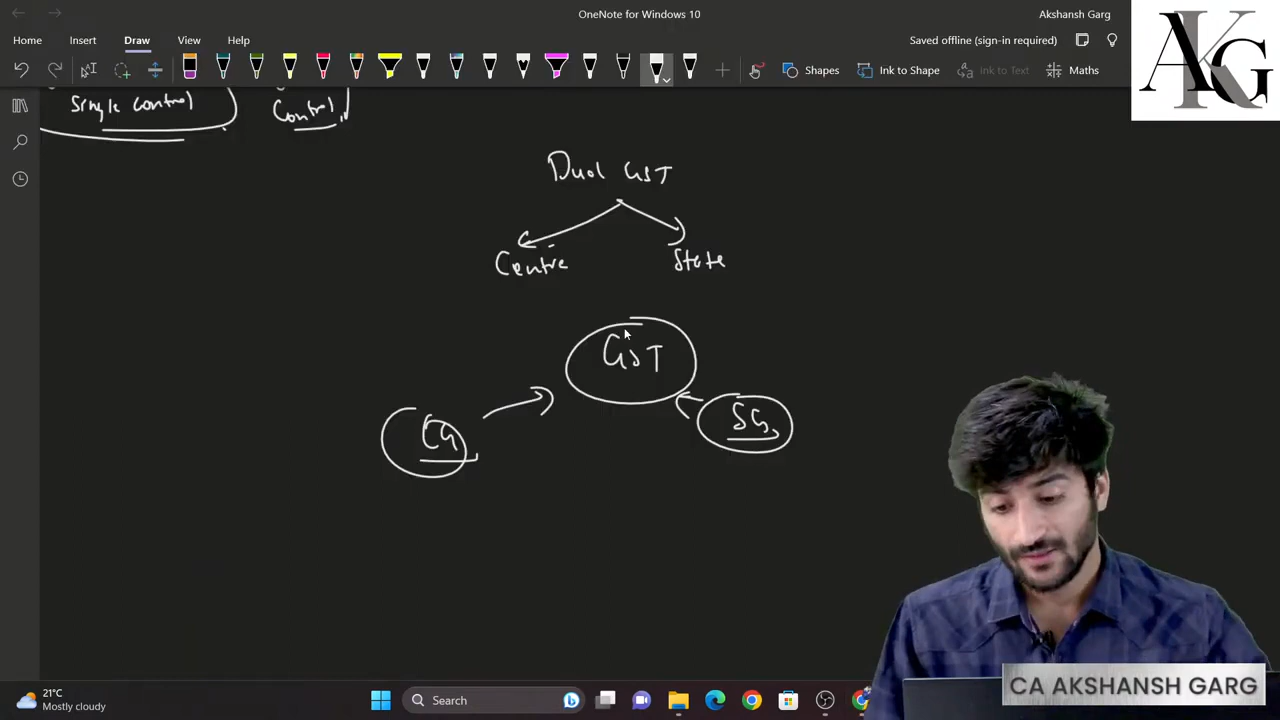 OneNote for Windows 10
Akshansh Garg
Home Insert Draw View Help
Saved offline (sign-in required)
Shapes Ink to Shape Ink to Text Maths
AKG
Single control
Control
Dual GST
Centre State
GST
CG SG
CA AKSHANSH GARG
21°C
Mostly cloudy
Search